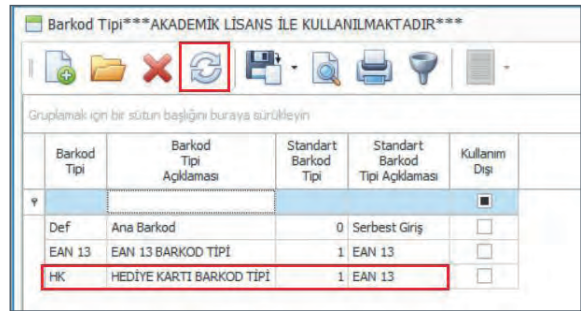 Barkod Tipi***AKADEMİK LİSANS İLE KULLANILMAKTADIR***
Gruplamak için bir sütun başlığını buraya sürükleyin
Barkod Tipi
Barkod Tipi Açıklaması
Standart Barkod Tipi
Standart Barkod Tipi Açıklaması
Kullanım Dışı
Def Ana Barkod 0 Serbest Giriş
EAN 13 EAN 13 BARKOD TİPİ 1 EAN 13
HK HEDİYE KARTI BARKOD TİPİ 1 EAN 13